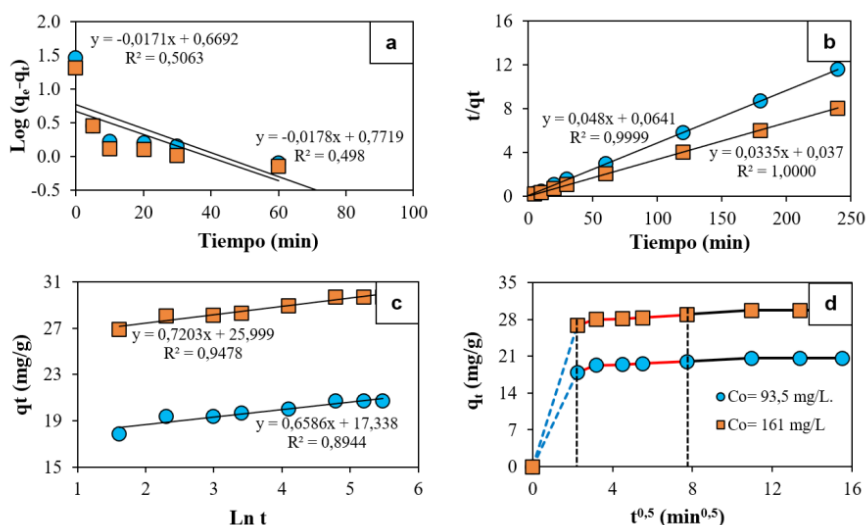 a
y = -0,0171x + 0,6692
R² = 0,5063
y = -0,0178x + 0,7719
R² = 0,498
Log (qe-qt)
2.0
1.5
1.0
0.5
0.0
-0.5
0 20 40 60 80 100
Tiempo (min)
b
y = 0,048x + 0,0641
R² = 0,9999
y = 0,0335x + 0,037
R² = 1,0000
t/qt
16
12
8
4
0
0 50 100 150 200 250
Tiempo (min)
c
y = 0,7203x + 25,999
R² = 0,9478
y = 0,6586x + 17,338
R² = 0,8944
qt (mg/g)
31
27
23
19
15
1 2 3 4 5 6
Ln t
d
Co= 93,5 mg/L.
Co= 161 mg/L
qt (mg/g)
35
28
21
14
7
0
0 4 8 12 16
t0,5 (min0,5)